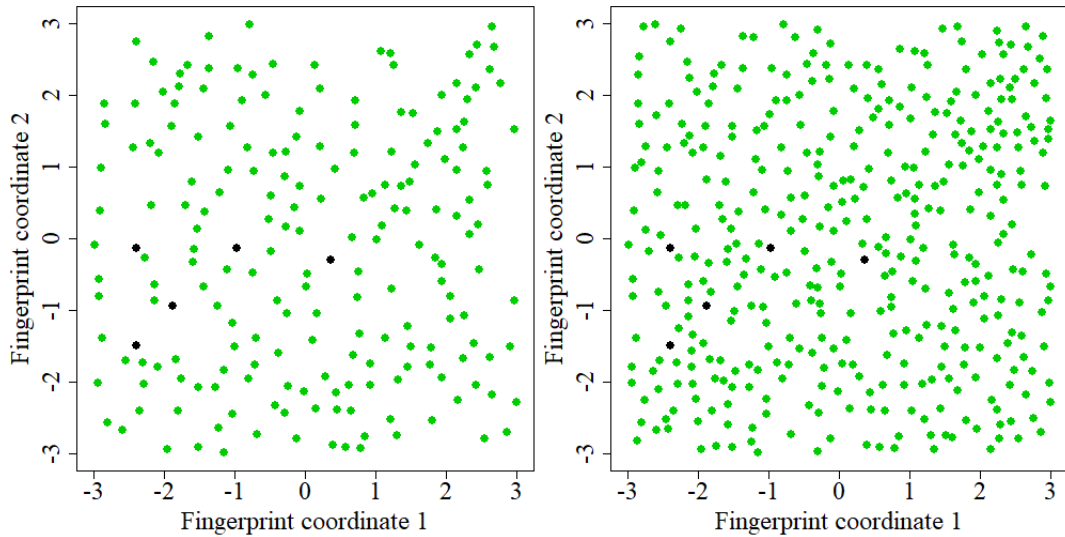 3
2
1
0
-1
-2
-3
Fingerprint coordinate 2
-3 -2 -1 0 1 2 3
Fingerprint coordinate 1
3
2
1
0
-1
-2
-3
Fingerprint coordinate 2
-3 -2 -1 0 1 2 3
Fingerprint coordinate 1